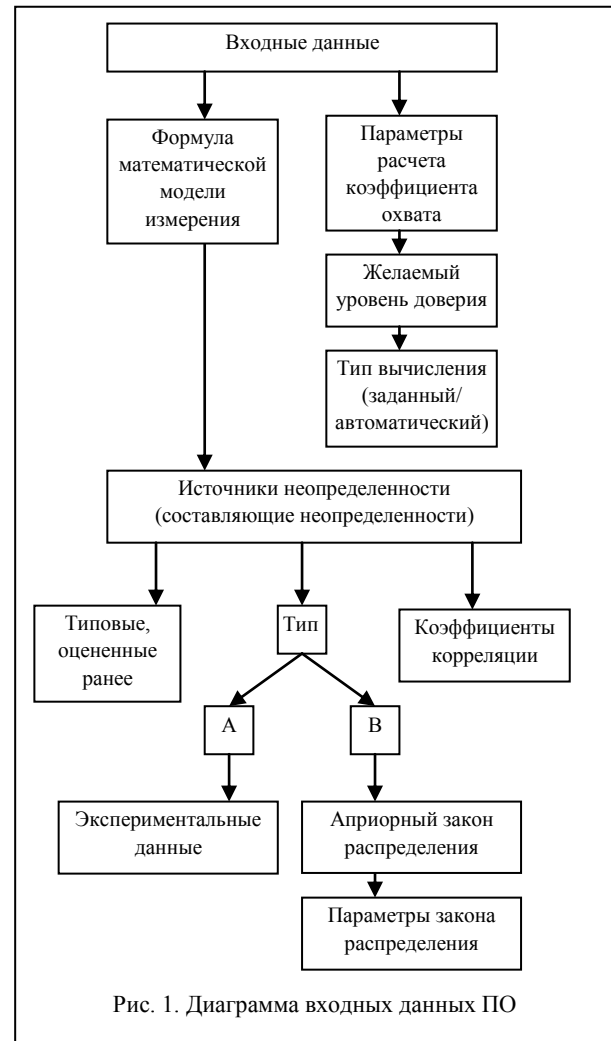 Входные данные
Формула
математической
модели
измерения
Параметры
расчета
коэффициента
охвата
Желаемый
уровень доверия
Тип вычисления
(заданный/
автоматический)
Источники неопределенности
(составляющие неопределенности)
Типовые,
оцененные
ранее
Тип
Коэффициенты
корреляции
А
В
Экспериментальные
данные
Априорный закон
распределения
Параметры закона
распределения
Рис. 1. Диаграмма входных данных ПО